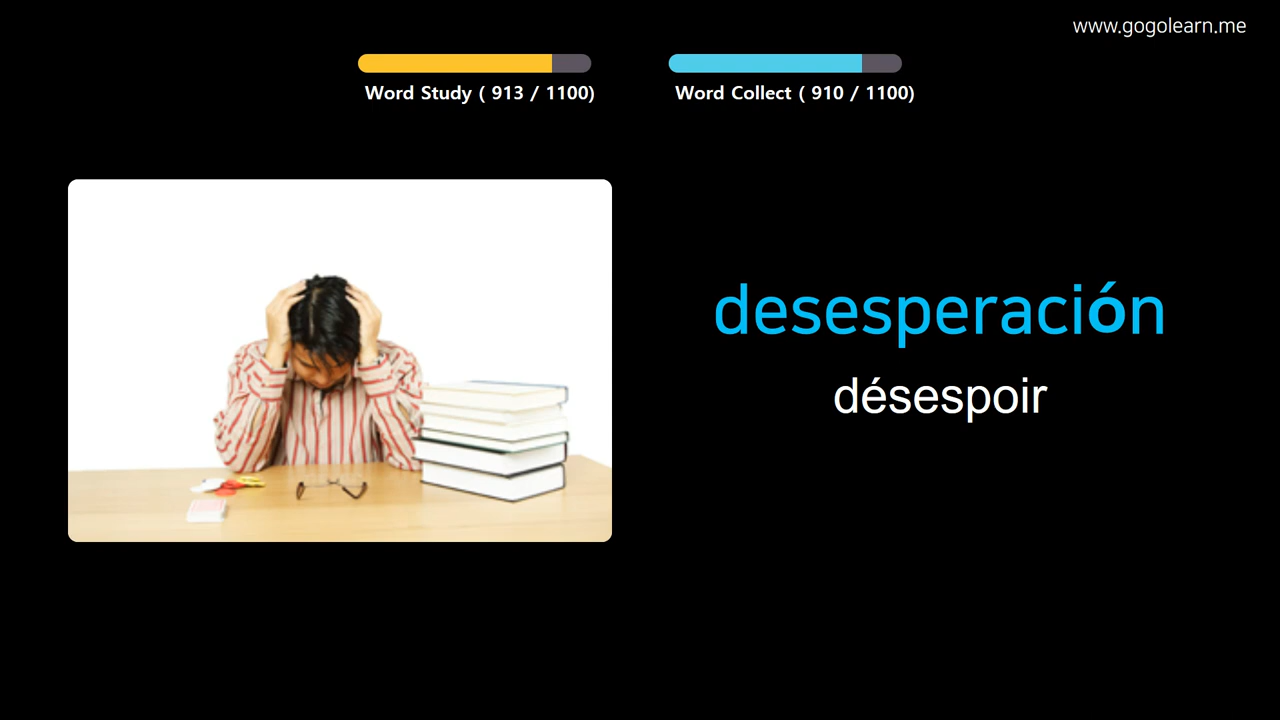 www.gogolearn.me
Word Study ( 913 / 1100)
Word Collect ( 910 / 1100)
desesperación
désespoir